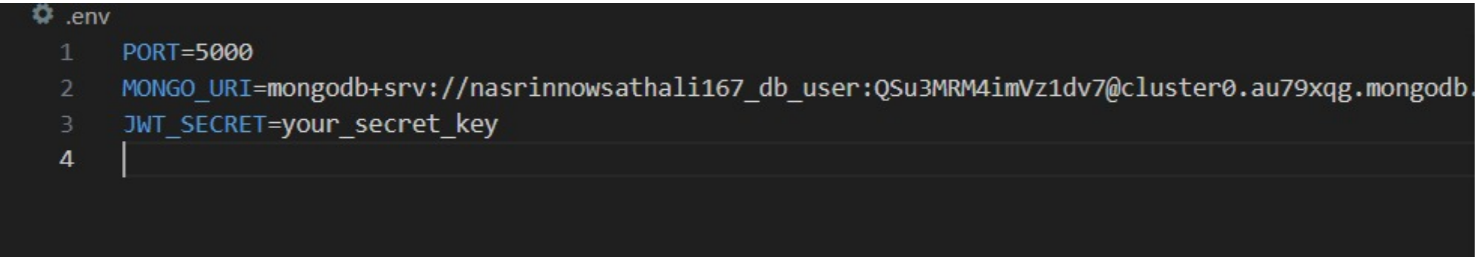 .env
1 PORT=5000
2 MONGO_URI=mongodb+srv://nasrinnowsathali167_db_user:QSu3MRM4imVz1dv7@cluster0.au79xqg.mongodb.
3 JWT_SECRET=your_secret_key
4